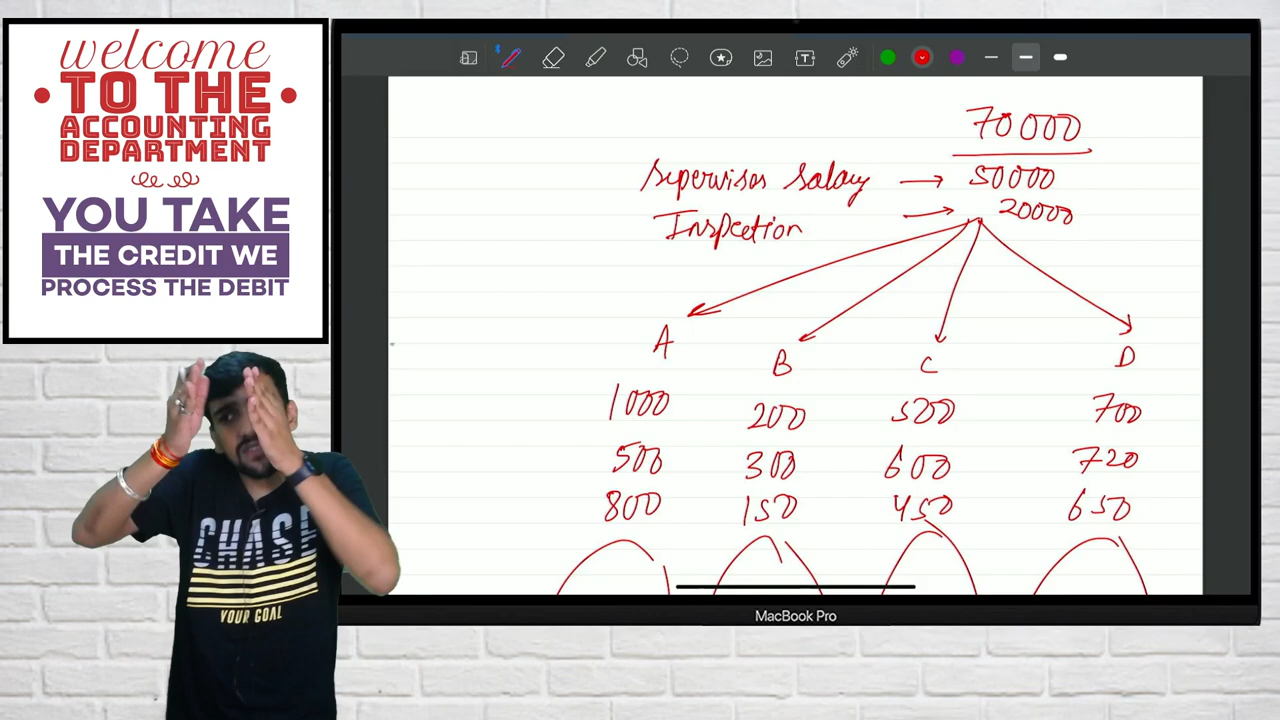 welcome
TO THE
ACCOUNTING
DEPARTMENT
YOU TAKE
THE CREDIT WE
PROCESS THE DEBIT
CHASE
YOUR GOAL
70000
Supervisor Salary → 50000
Inspection → 20000
A B C D
1000 200 500 700
500 300 600 720
800 150 450 650
MacBook Pro